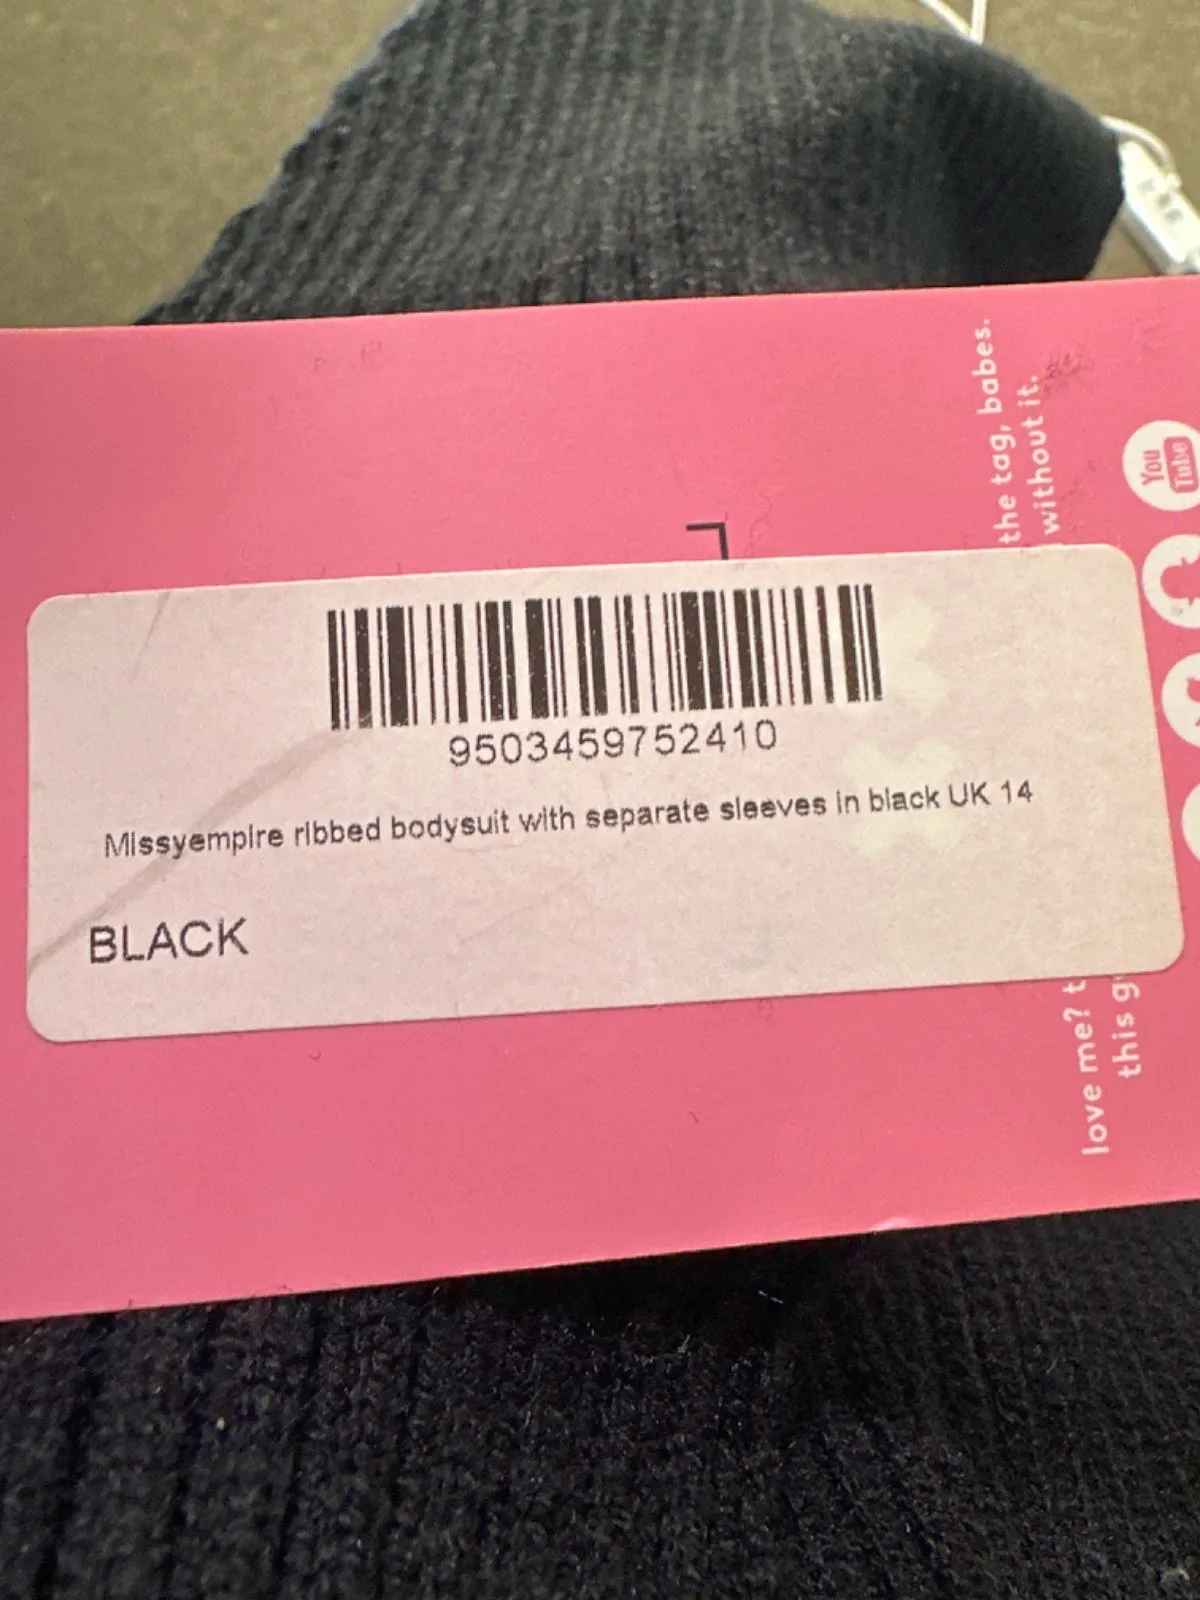 9503459752410
Missyempire ribbed bodysuit with separate sleeves in black UK 14
BLACK
love me? t
this g
the tag, babes.
without it.
You
Tube